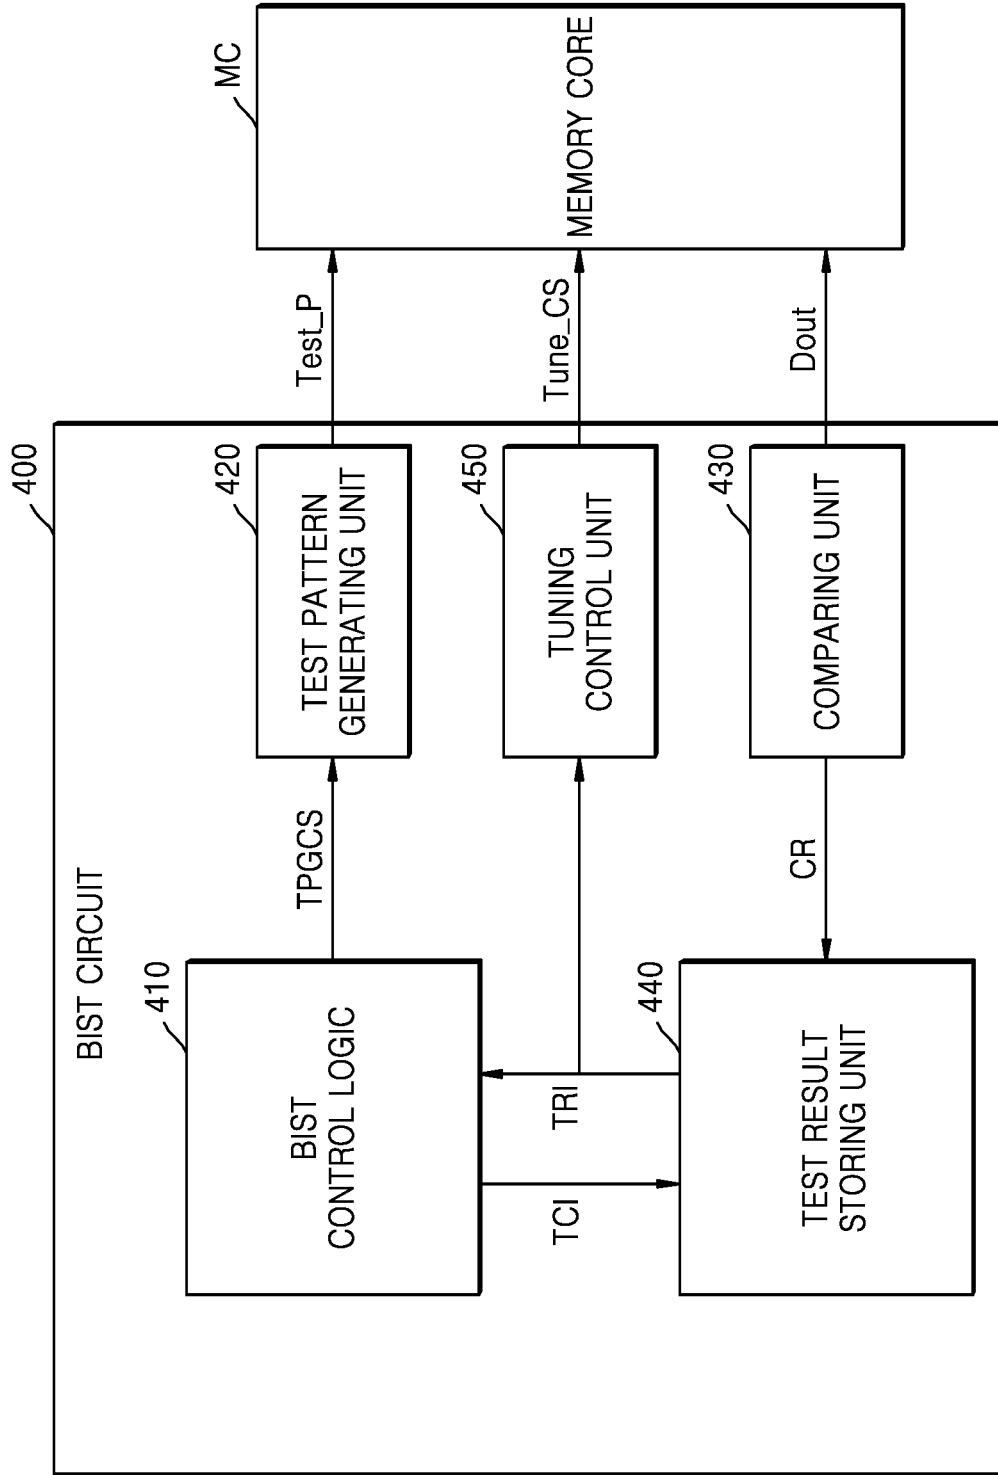 400
BIST CIRCUIT
410
BIST
CONTROL LOGIC
TPGCS
420
TEST PATTERN
GENERATING UNIT
Test_P
MC
MEMORY CORE
TCI
TRI
450
TUNING
CONTROL UNIT
Tune_CS
440
TEST RESULT
STORING UNIT
CR
430
COMPARING UNIT
Dout